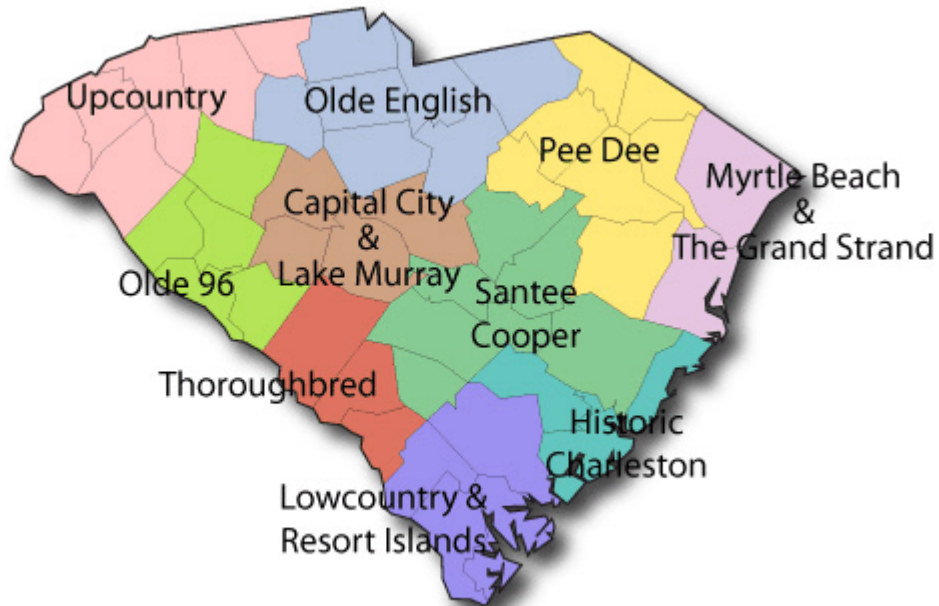 Upcountry
Olde English
Pee Dee
Myrtle Beach
&
The Grand Strand
Capital City
&
Lake Murray
Olde 96
Santee
Cooper
Thoroughbred
Historic
Charleston
Lowcountry &
Resort Islands